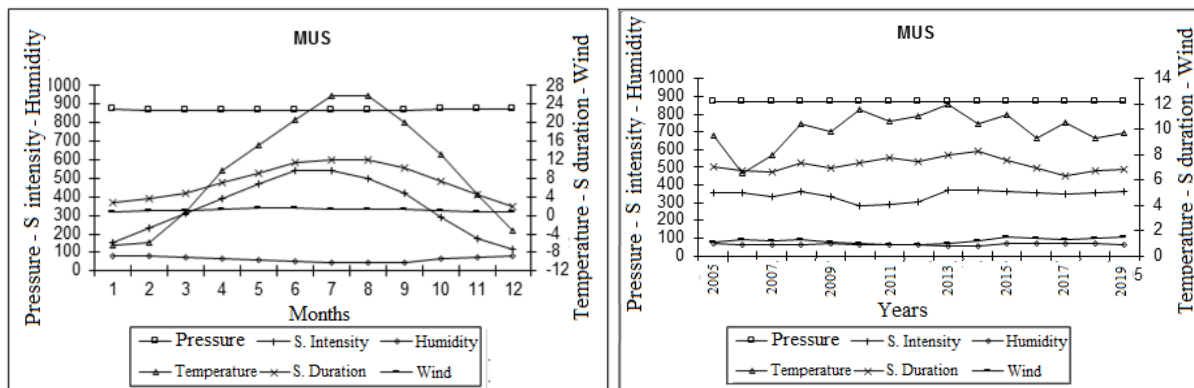 MUS
Pressure - S intensity - Humidity
1000
900
800
700
600
500
400
300
200
100
0
28
24
20
16
12
8
4
0
-4
-8
-12
Temperature - S duration - Wind
1 2 3 4 5 6 7 8 9 10 11 12
Months
Pressure S. Intensity Humidity
Temperature S. Duration Wind
MUS
Pressure - S intensity - Humidity
1000
900
800
700
600
500
400
300
200
100
0
14
12
10
8
6
4
2
0
Temperature - S duration - Wind
2005 2007 2009 2011 2013 2015 2017 2019 5
Years
Pressure S. Intensity Humidity
Temperature S. Duration Wind